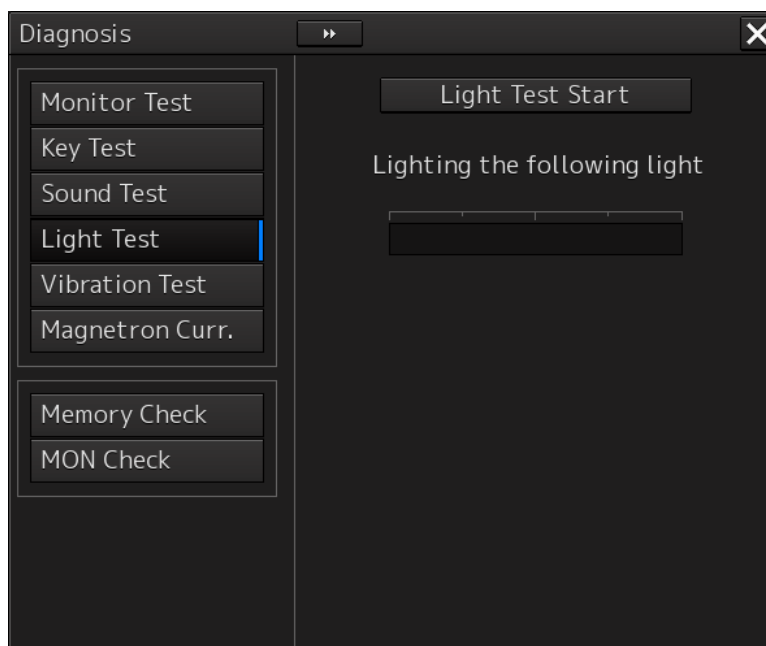 Diagnosis
Monitor Test
Key Test
Sound Test
Light Test
Vibration Test
Magnetron Curr.
Memory Check
MON Check
Light Test Start
Lighting the following light